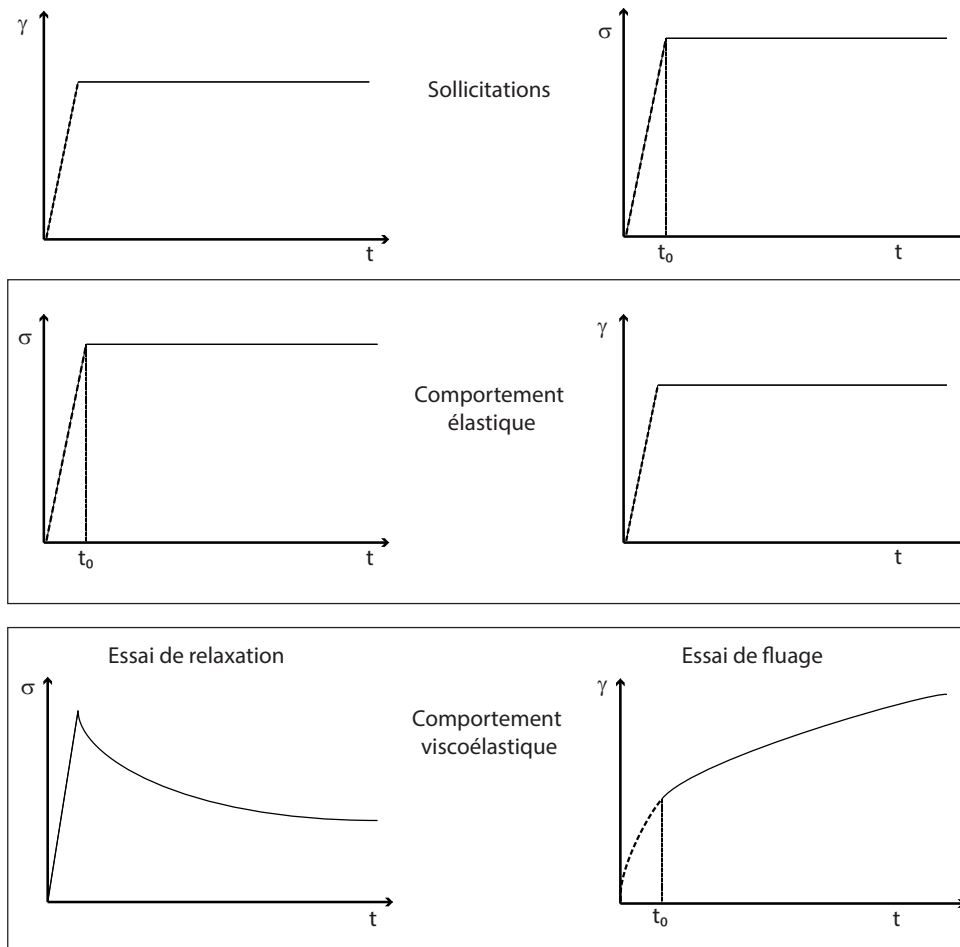 γ
σ
Sollicitations
t
t₀
t
σ
γ
Comportement
élastique
t₀
t
t
Essai de relaxation
Essai de fluage
σ
γ
Comportement
viscoélastique
t
t₀
t